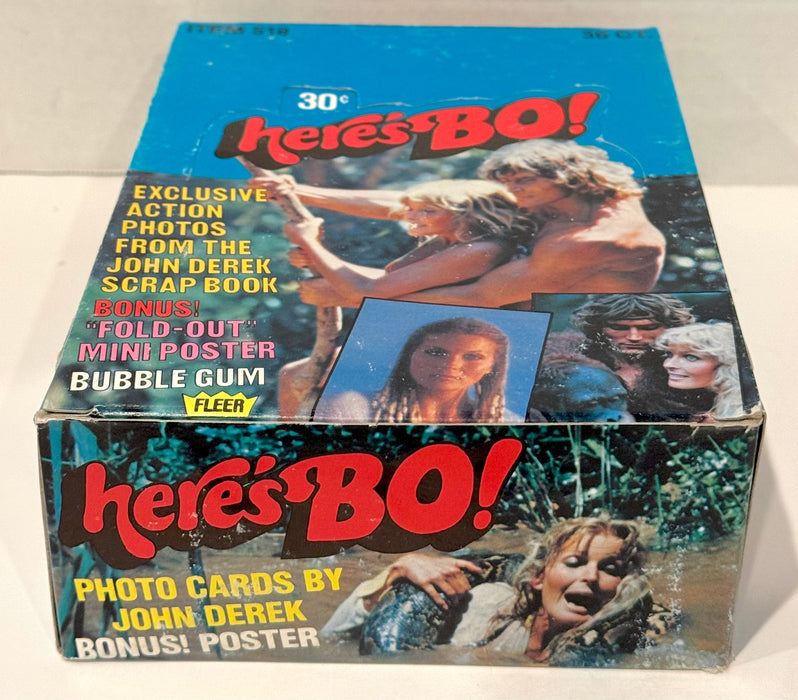 ITEM 518
36 CT.
30¢
here's BO!
EXCLUSIVE
ACTION
PHOTOS
FROM THE
JOHN DEREK
SCRAP BOOK
BONUS!
"FOLD-OUT"
MINI POSTER
BUBBLE GUM
FLEER
here's BO!
PHOTO CARDS BY
JOHN DEREK
BONUS! POSTER